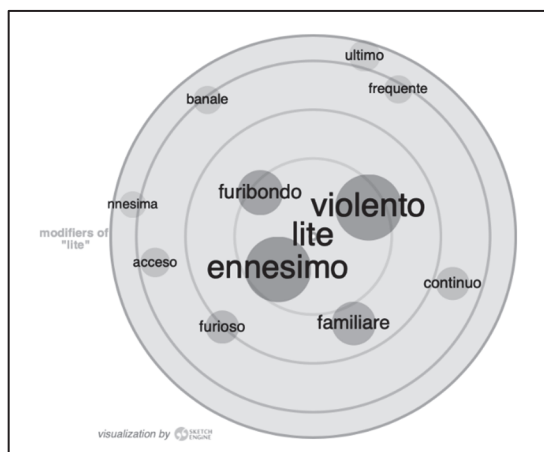 ultimo
frequente
banale
furibondo
violento
nnesima
lite
modifiers of
"lite"
acceso
ennesimo
continuo
furioso
familiare
visualization by SKETCH
ENGINE